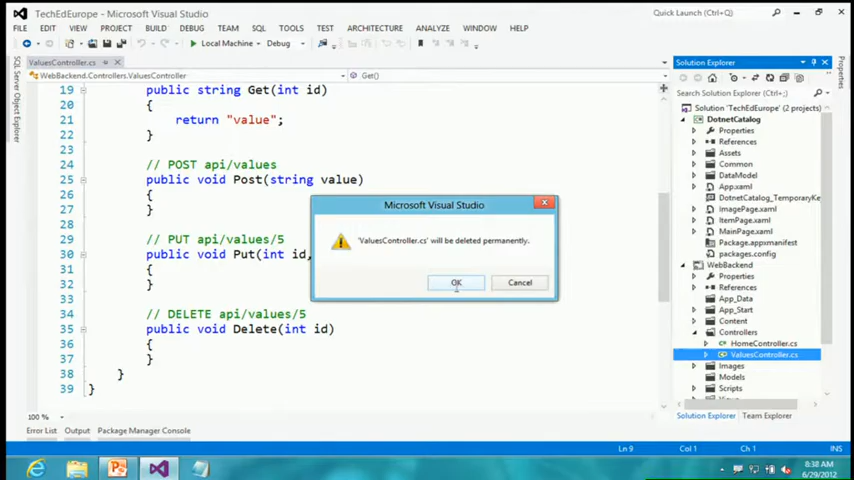 TechEdEurope - Microsoft Visual Studio
Quick Launch (Ctrl+Q)
FILE EDIT VIEW PROJECT BUILD DEBUG TEAM SQL TEST ARCHITECTURE ANALYZE WINDOW HELP
Local Machine Debug
SQL Server Object Explorer
ValuesController.cs
WebBackend.Controllers.ValuesController
Get()
19 public string Get(int id)
20 {
21 return "value";
22 }
23
24 // POST api/values
25 public void Post(string value)
26 {
27 }
28
29 // PUT api/values/5
30 public void Put(int id,
31 {
32 }
33
34 // DELETE api/values/5
35 public void Delete(int id)
36 {
37 }
38 }
39 }
Microsoft Visual Studio
'ValuesController.cs' will be deleted permanently.
OK Cancel
Solution Explorer
Search Solution Explorer (Ctrl+;)
Solution 'TechEdEurope' (2 projects)
DotnetCatalog
Properties
References
Assets
Common
DataModel
App.xaml
DotnetCatalog_TemporaryKe
ImagePage.xaml
ItemPage.xaml
MainPage.xaml
Package.appxmanifest
packages.config
WebBackend
Properties
References
App_Data
App_Start
Content
Controllers
HomeController.cs
ValuesController.cs
Images
Models
Scripts
Solution Explorer Team Explorer
Properties
100 %
Error List Output Package Manager Console
Ln 9 Col 1 Ch 1 INS
8:38 AM
6/29/2012